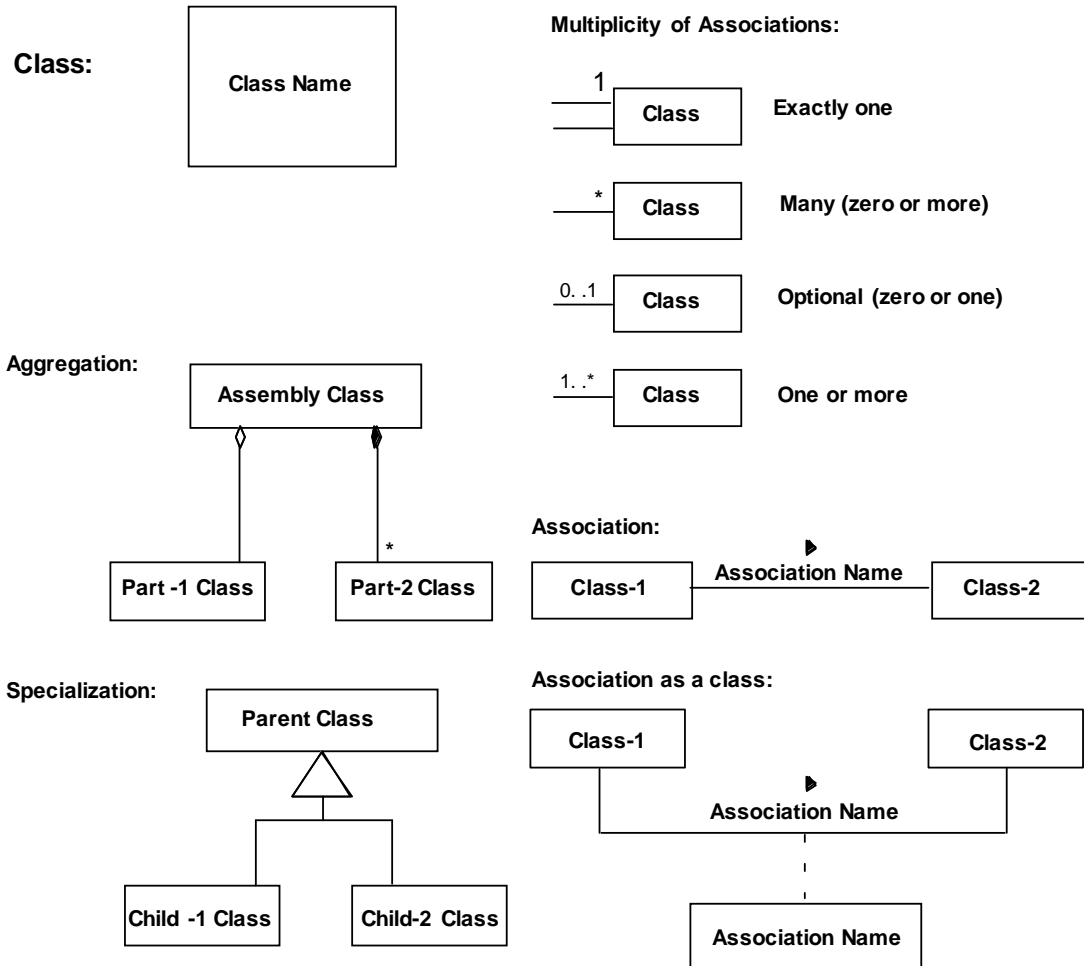 Class:
Class Name
Multiplicity of Associations:
1
Class
Exactly one
*
Class
Many (zero or more)
0. .1
Class
Optional (zero or one)
1. .*
Class
One or more
Aggregation:
Assembly Class
*
Part -1 Class
Part-2 Class
Association:
Class-1
Association Name
Class-2
Specialization:
Parent Class
Child -1 Class
Child-2 Class
Association as a class:
Class-1
Class-2
Association Name
Association Name